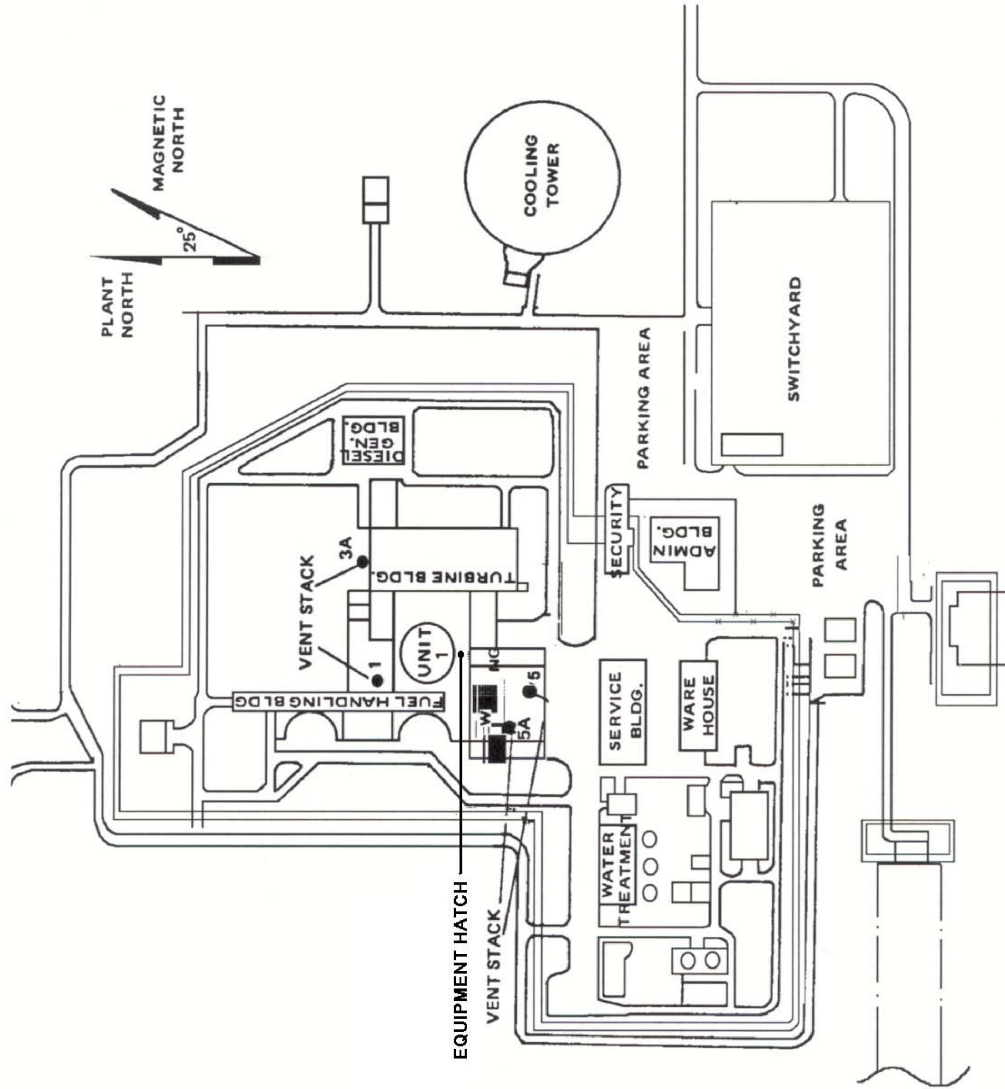 PLANT
NORTH
MAGNETIC
NORTH
25°
COOLING
TOWER
DIESEL
GEN.
BLDG.
VENT STACK
3A
1
TURBINE BLDG.
UNIT
1
FUEL HANDLING BLDG
NG
W
5
5A
EQUIPMENT HATCH
VENT STACK
PARKING AREA
SECURITY
ADMIN
BLDG.
SWITCHYARD
PARKING
AREA
SERVICE
BLDG.
WARE
HOUSE
WATER
TREATMENT